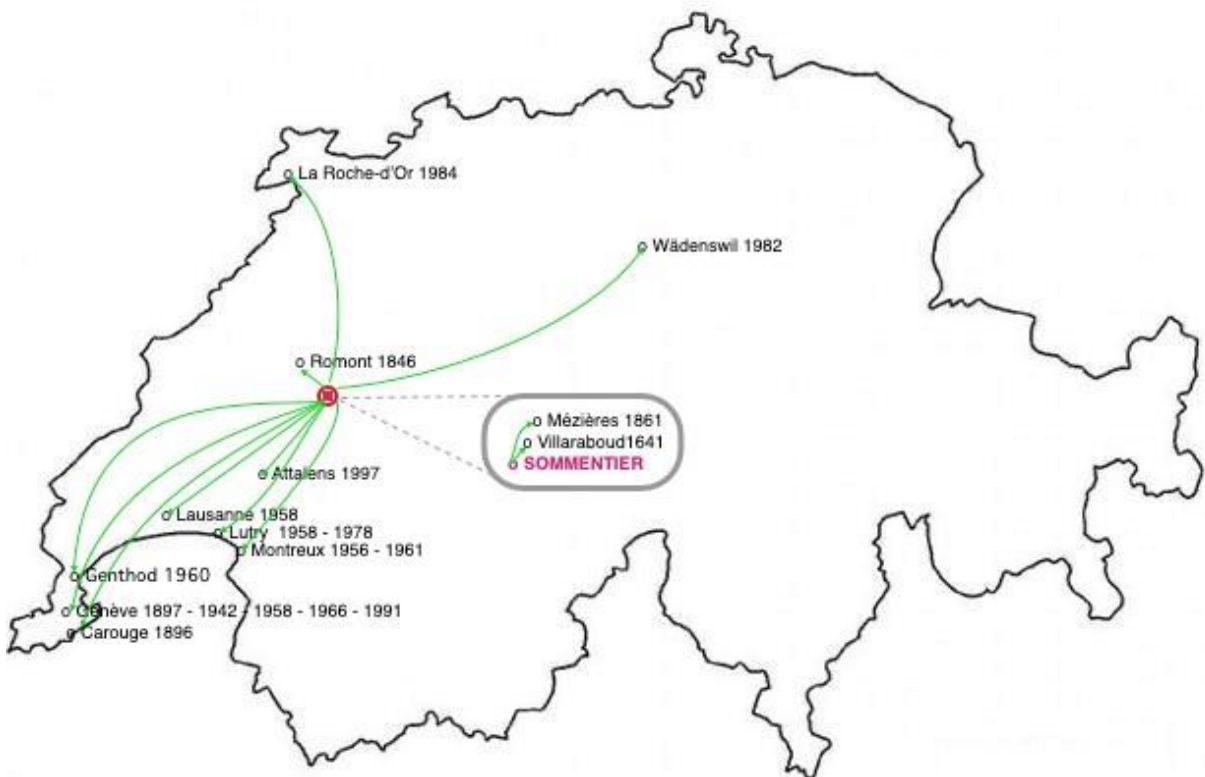 La Roche-d'Or 1984
Wädenswil 1982
Romont 1846
Mézières 1861
Villaraboud1641
SOMMENTIER
Attalens 1997
Lausanne 1958
Lutry 1958 - 1978
Montreux 1956 - 1961
Genthod 1960
Genève 1897 - 1942 - 1958 - 1966 - 1991
Carouge 1896